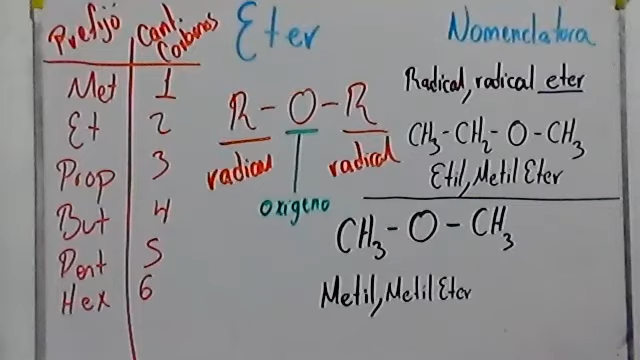 Prefijo Cant. Carbonos
Met 1
Et 2
Prop 3
But 4
Pent 5
Hex 6
Eter
R-O-R
radical radical
oxigeno
Nomenclatura
Radical, radical eter
CH₃-CH₂-O-CH₃
Etil, Metil Eter
CH₃-O-CH₃
Metil, Metil Eter